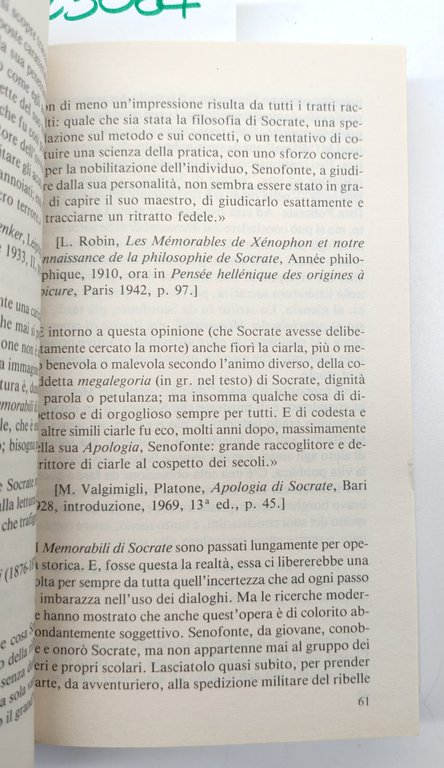 on di meno un'impressione risulta da tutti i tratti rac-
lti: quale che sia stata la filosofia di Socrate, una spe-
lazione sul metodo e sui concetti, o un tentativo di co-
tuire una scienza della pratica, con uno sforzo concre-
per la nobilitazione dell'individuo, Senofonte, a giudi-
re dalla sua personalità, non sembra essere stato in gra-
di capire il suo maestro, di giudicarlo esattamente e
tracciarne un ritratto fedele.»
[L. Robin, Les Mémorables de Xénophon et notre
nnaissance de la philosophie de Socrate, Année philo-
phique, 1910, ora in Pensée hellénique des origines à
picure, Paris 1942, p. 97.]
E intorno a questa opinione (che Socrate avesse delibe-
tamente cercato la morte) anche fiorì la ciarla, più o me-
benevola o malevola secondo l'animo diverso, della co-
ddetta megalegoria (in gr. nel testo) di Socrate, dignità
parola o petulanza; ma insomma qualche cosa di di-
pettoso e di orgoglioso sempre per tutti. E di codesta e
altre simili ciarle fu eco, molti anni dopo, massimamente
lla sua Apologia, Senofonte: grande raccoglitore e de-
rittore di ciarle al cospetto dei secoli.»
[M. Valgimigli, Platone, Apologia di Socrate, Bari
928, introduzione, 1969, 13ª ed., p. 45.]
I Memorabili di Socrate sono passati lungamente per ope-
storica. E, fosse questa la realtà, essa ci libererebbe una
olta per sempre da tutta quell'incertezza che ad ogni passo
imbarazza nell'uso dei dialoghi. Ma le ricerche moder-
e hanno mostrato che anche quest'opera è di colorito ab-
ondantemente soggettivo. Senofonte, da giovane, conob-
e e onorò Socrate, ma non appartenne mai al gruppo dei
eri e propri scolari. Lasciatolo quasi subito, per prender
arte, da avventuriero, alla spedizione militare del ribelle
61